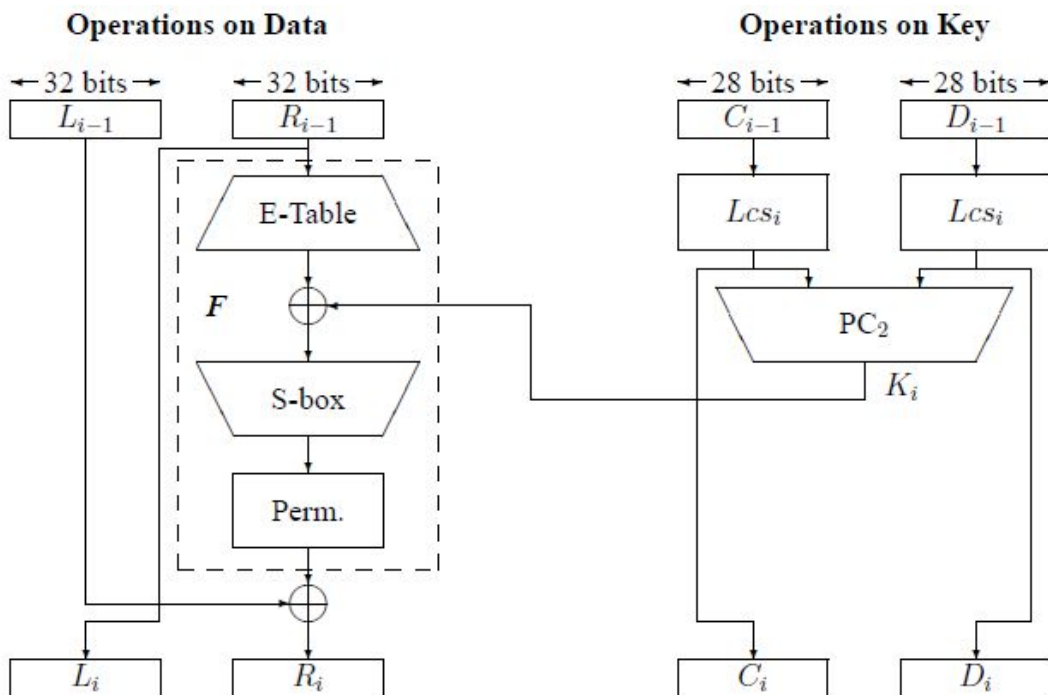 Operations on Data Operations on Key
32 bits 32 bits 28 bits 28 bits
L_{i−1} R_{i−1} C_{i−1} D_{i−1}
E-Table Lcs_i Lcs_i
F PC_2
S-box K_i
Perm.
L_i R_i C_i D_i